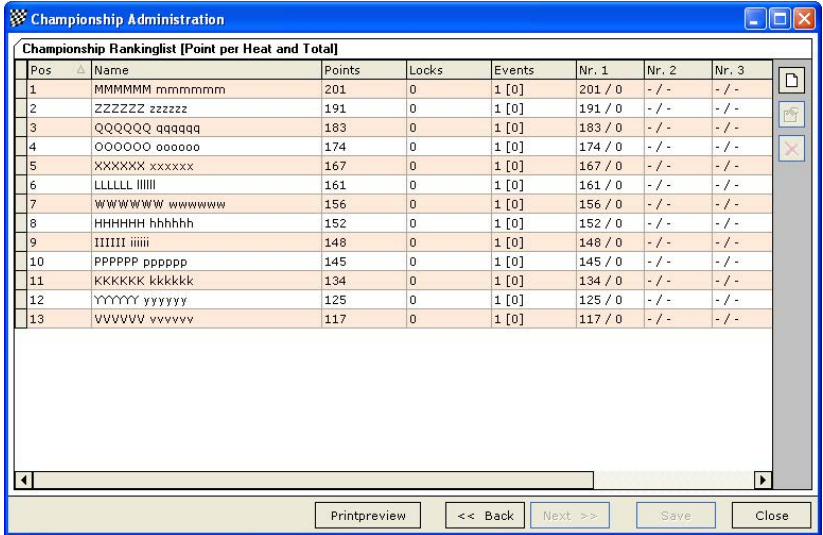 Championship Administration
Championship Rankinglist [Point per Heat and Total]
Pos Name Points Locks Events Nr. 1 Nr. 2 Nr. 3
1 MMMMMM mmmmmm 201 0 1 [0] 201 / 0 - / - - / -
2 ZZZZZZ zzzzzz 191 0 1 [0] 191 / 0 - / - - / -
3 QQQQQQ qqqqqq 183 0 1 [0] 183 / 0 - / - - / -
4 OOOOOO oooooo 174 0 1 [0] 174 / 0 - / - - / -
5 XXXXXX xxxxxx 167 0 1 [0] 167 / 0 - / - - / -
6 LLLLLL llllll 161 0 1 [0] 161 / 0 - / - - / -
7 WWWWWW wwwwww 156 0 1 [0] 156 / 0 - / - - / -
8 HHHHHH hhhhhh 152 0 1 [0] 152 / 0 - / - - / -
9 IIIIII iiiiii 148 0 1 [0] 148 / 0 - / - - / -
10 PPPPPP pppppp 145 0 1 [0] 145 / 0 - / - - / -
11 KKKKKK kkkkkk 134 0 1 [0] 134 / 0 - / - - / -
12 YYYYYY yyyyyy 125 0 1 [0] 125 / 0 - / - - / -
13 VVVVVV vvvvvv 117 0 1 [0] 117 / 0 - / - - / -
Printpreview << Back Next >> Save Close